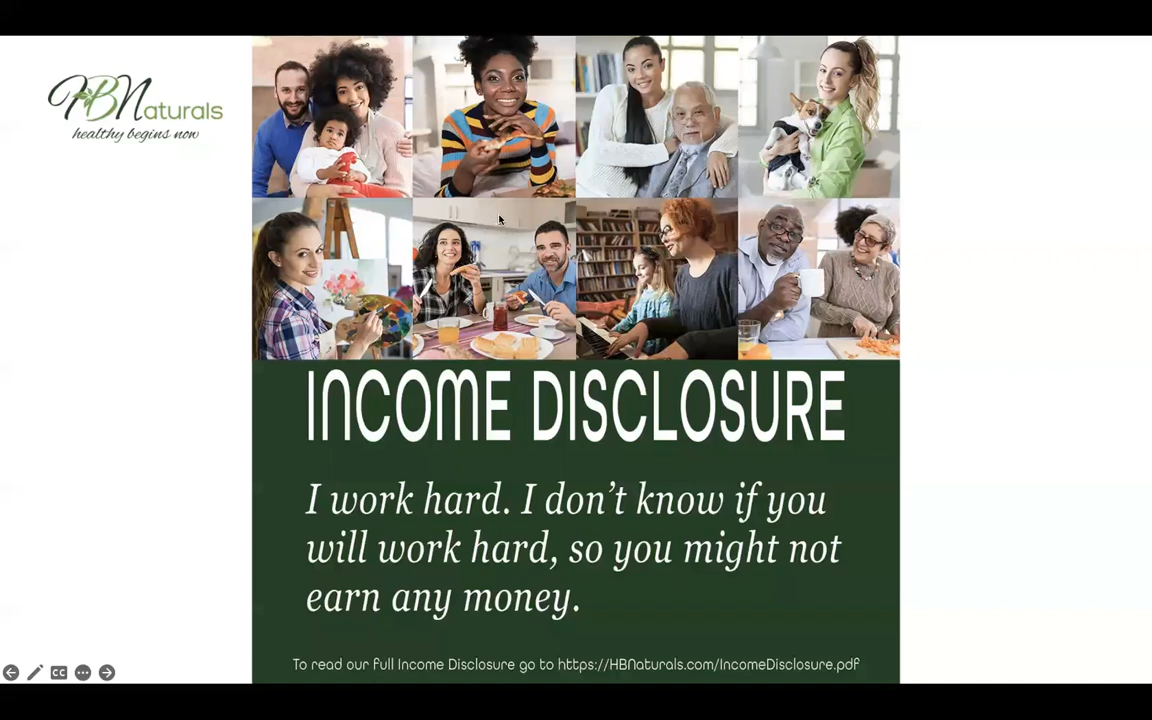 HBNaturals
healthy begins now
INCOME DISCLOSURE
I work hard. I don't know if you
will work hard, so you might not
earn any money.
To read our full Income Disclosure go to https://HBNaturals.com/IncomeDisclosure.pdf
CC